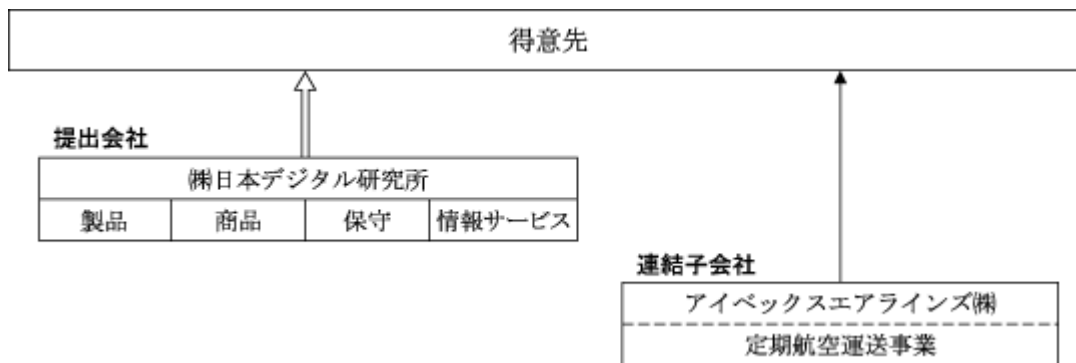 得意先
提出会社
㈱日本デジタル研究所
製品 商品 保守 情報サービス
連結子会社
アイベックスエアラインズ㈱
定期航空運送事業